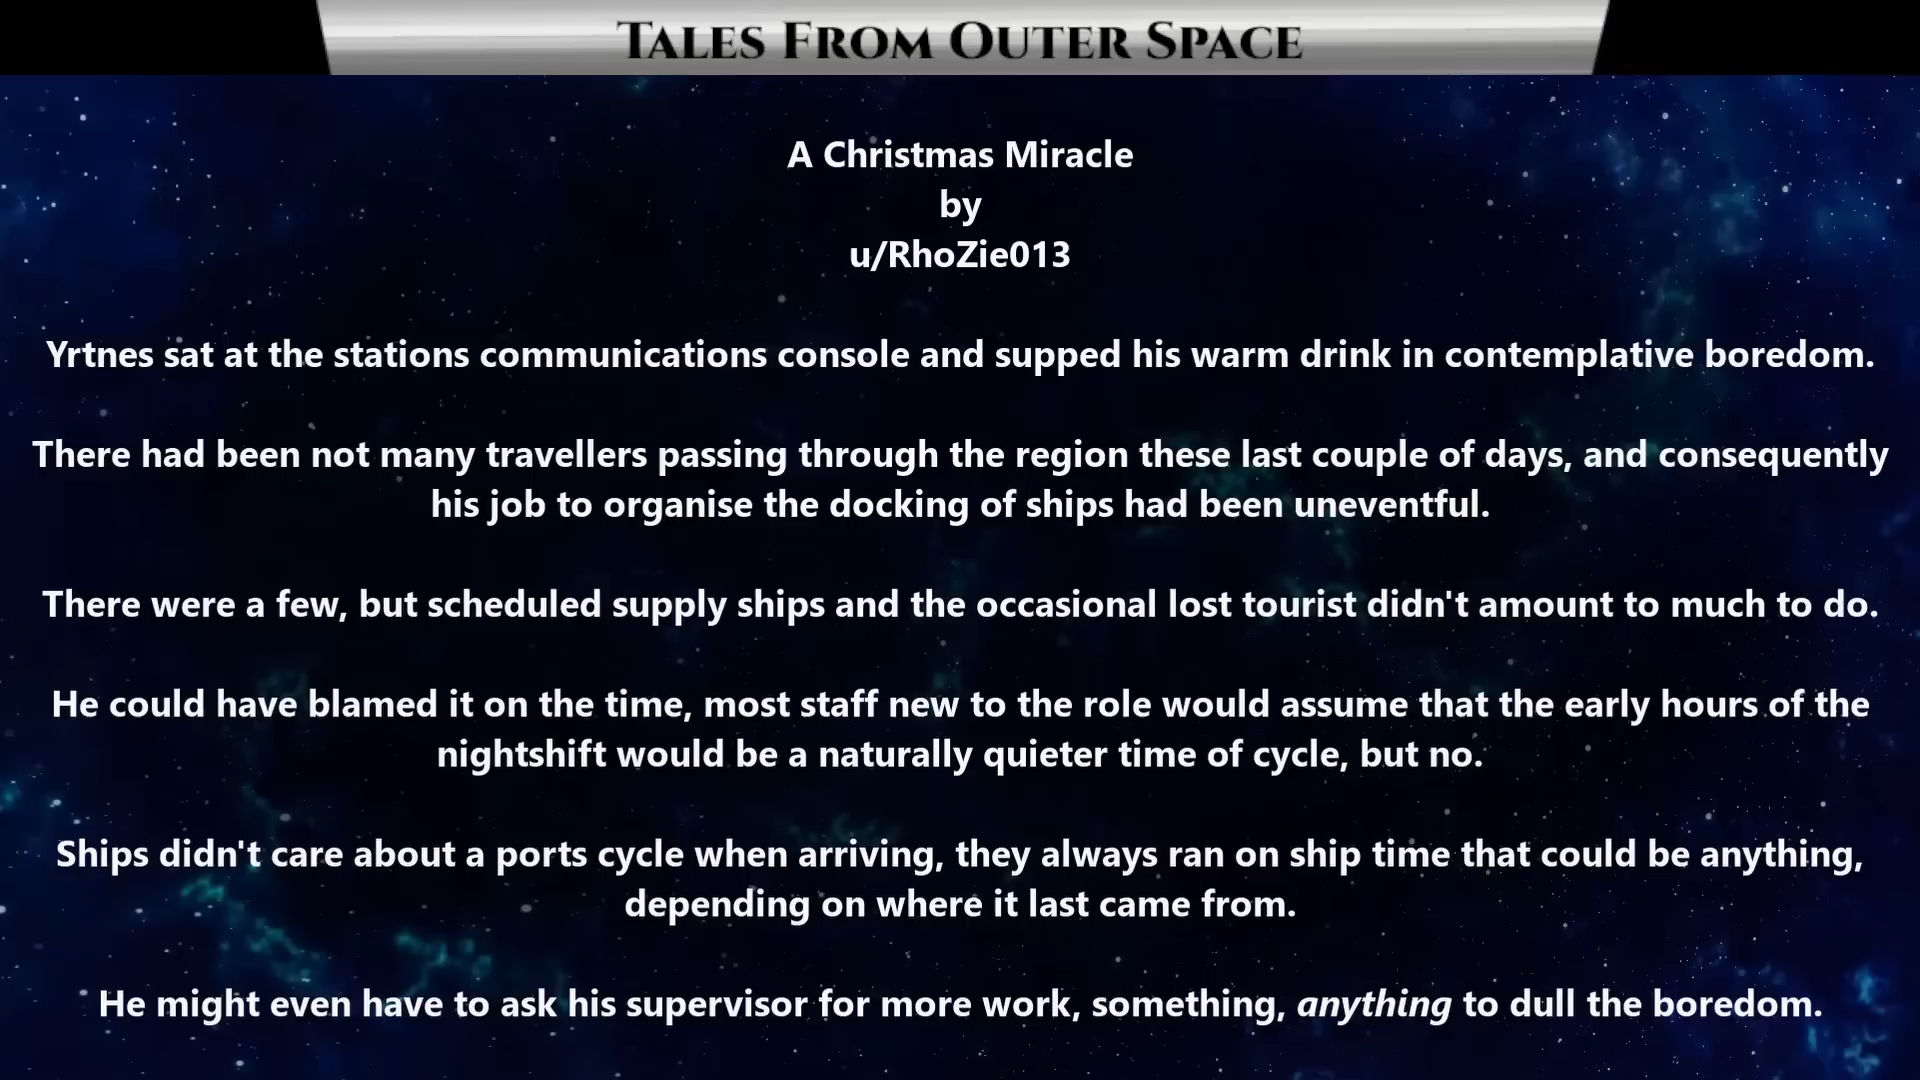 Tales From Outer Space
A Christmas Miracle
by
u/RhoZie013
Yrtnes sat at the stations communications console and supped his warm drink in contemplative boredom.
There had been not many travellers passing through the region these last couple of days, and consequently
his job to organise the docking of ships had been uneventful.
There were a few, but scheduled supply ships and the occasional lost tourist didn't amount to much to do.
He could have blamed it on the time, most staff new to the role would assume that the early hours of the
nightshift would be a naturally quieter time of cycle, but no.
Ships didn't care about a ports cycle when arriving, they always ran on ship time that could be anything,
depending on where it last came from.
He might even have to ask his supervisor for more work, something, anything to dull the boredom.